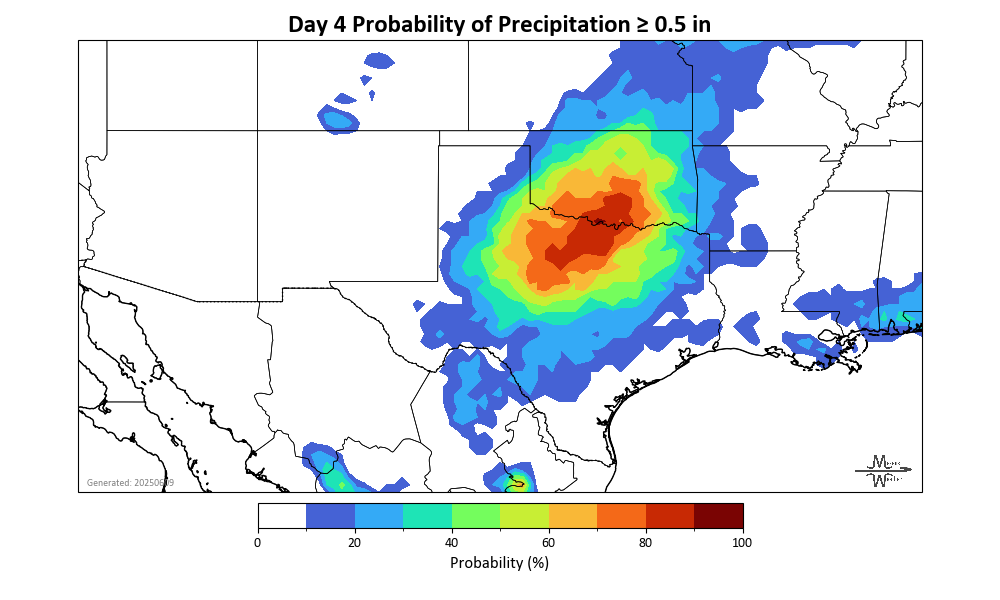 Day 4 Probability of Precipitation ≥ 0.5 in
Generated: 20250609
0 20 40 60 80 100
Probability (%)